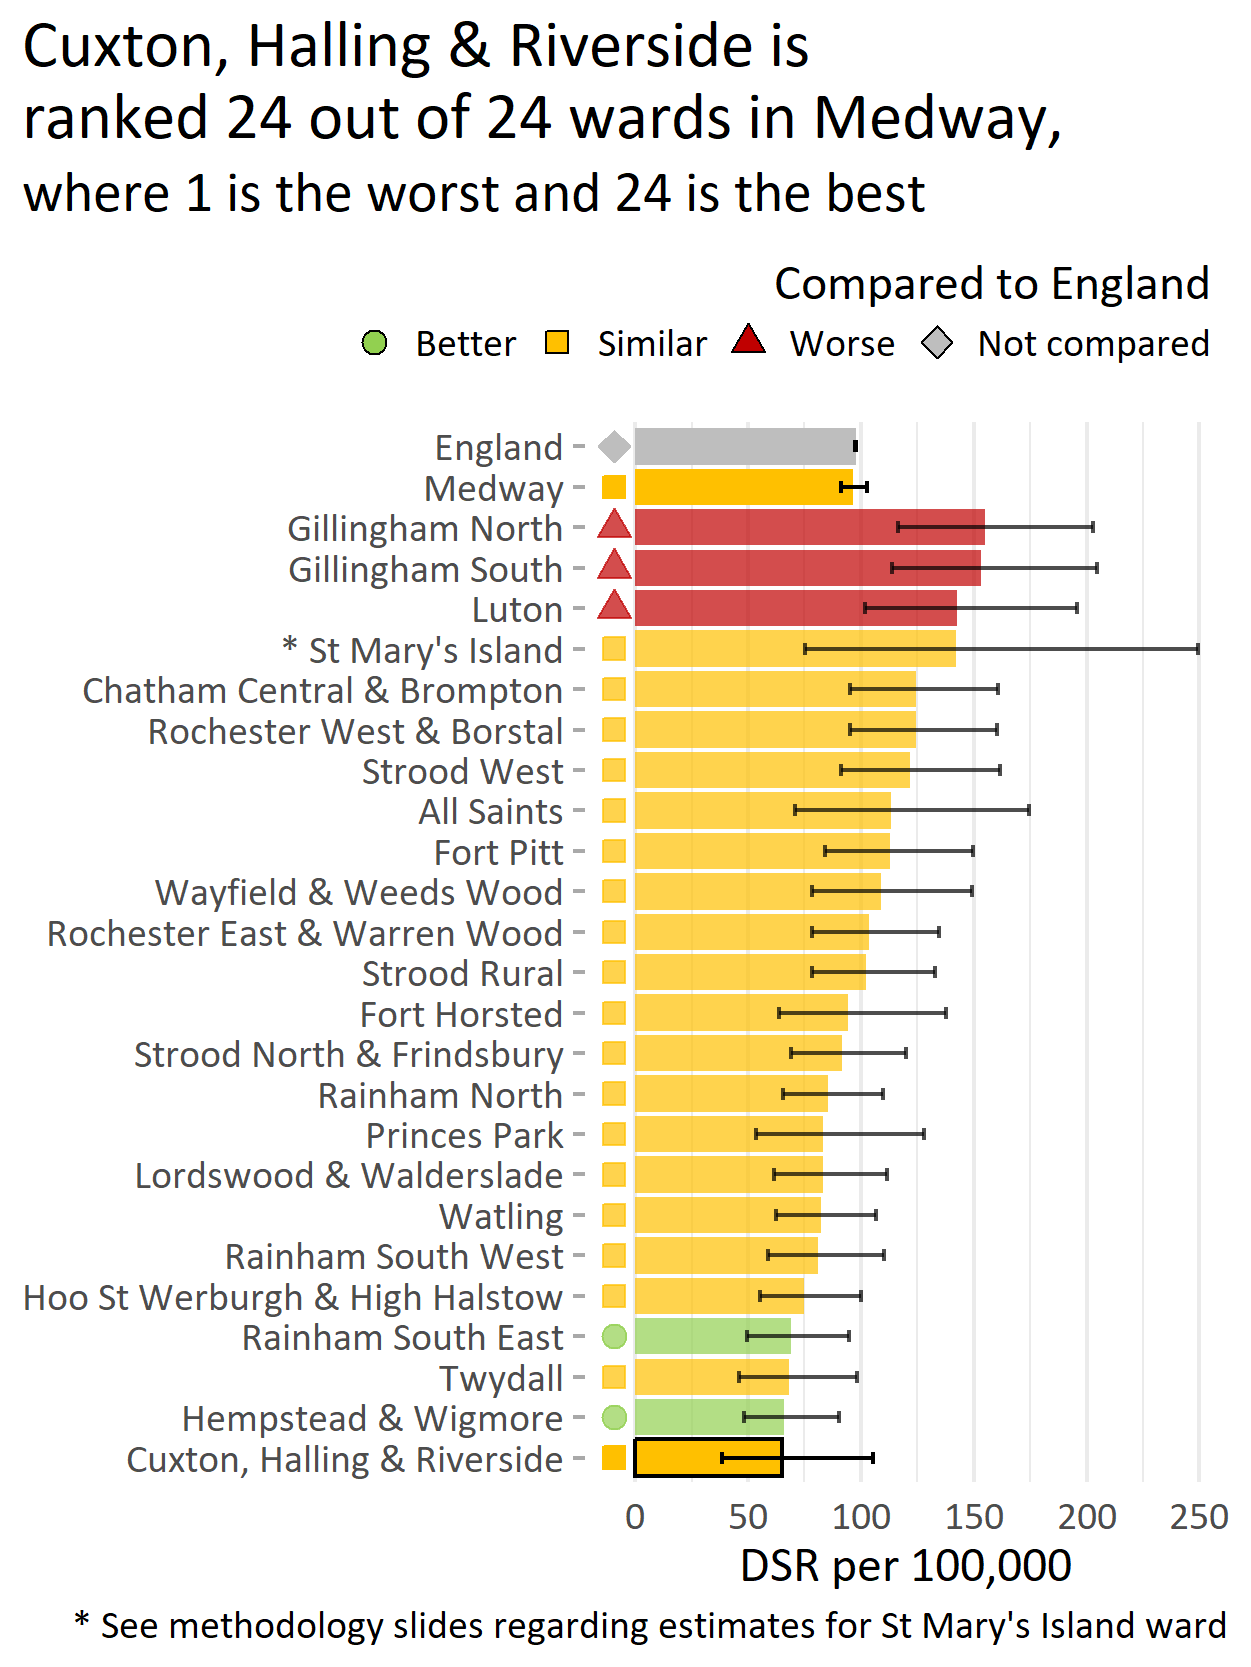 Cuxton, Halling & Riverside is
ranked 24 out of 24 wards in Medway,
where 1 is the worst and 24 is the best
Compared to England
Better Similar Worse Not compared
England
Medway
Gillingham North
Gillingham South
Luton
* St Mary's Island
Chatham Central & Brompton
Rochester West & Borstal
Strood West
All Saints
Fort Pitt
Wayfield & Weeds Wood
Rochester East & Warren Wood
Strood Rural
Fort Horsted
Strood North & Frindsbury
Rainham North
Princes Park
Lordswood & Walderslade
Watling
Rainham South West
Hoo St Werburgh & High Halstow
Rainham South East
Twydall
Hempstead & Wigmore
Cuxton, Halling & Riverside
0 50 100 150 200 250
DSR per 100,000
* See methodology slides regarding estimates for St Mary's Island ward